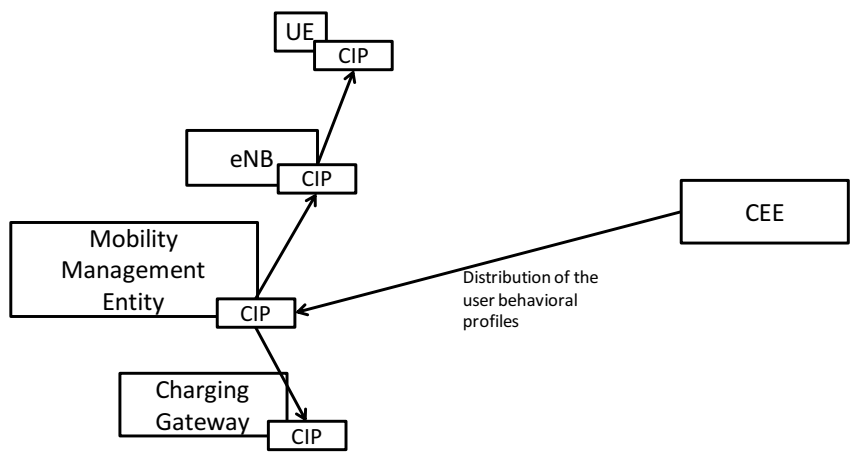 UE
CIP
eNB
CIP
CEE
Mobility
Management
Entity
CIP
Distribution of the
user behavioral
profiles
Charging
Gateway
CIP